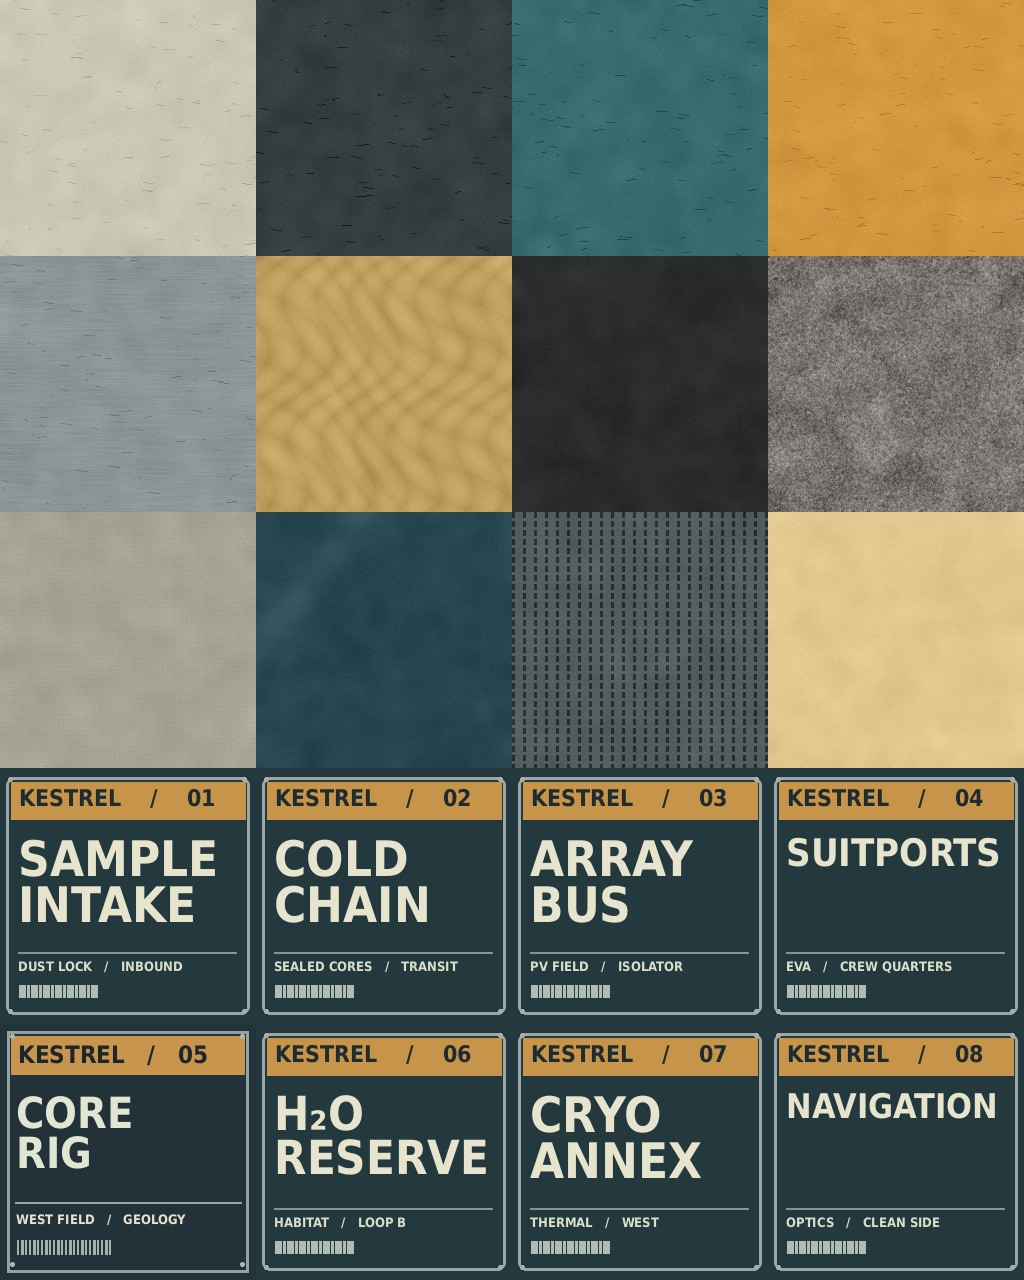 KESTREL / 01
SAMPLE
INTAKE
DUST LOCK / INBOUND
KESTREL / 02
COLD
CHAIN
SEALED CORES / TRANSIT
KESTREL / 03
ARRAY
BUS
PV FIELD / ISOLATOR
KESTREL / 04
SUITPORTS
EVA / CREW QUARTERS
KESTREL / 05
CORE
RIG
WEST FIELD / GEOLOGY
KESTREL / 06
H₂O
RESERVE
HABITAT / LOOP B
KESTREL / 07
CRYO
ANNEX
THERMAL / WEST
KESTREL / 08
NAVIGATION
OPTICS / CLEAN SIDE